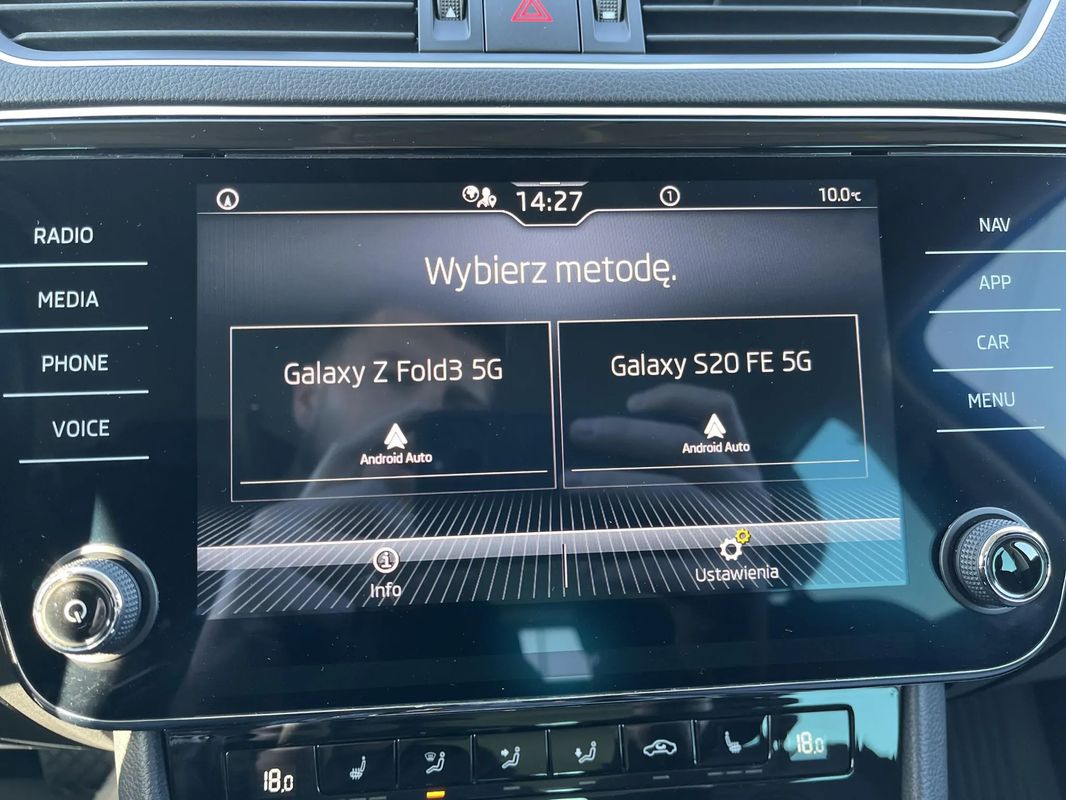 14:27
1
10.0°C
RADIO
MEDIA
PHONE
VOICE
NAV
APP
CAR
MENU
Wybierz metodę.
Galaxy Z Fold3 5G
Android Auto
Galaxy S20 FE 5G
Android Auto
Info
Ustawienia
18,0
18,0